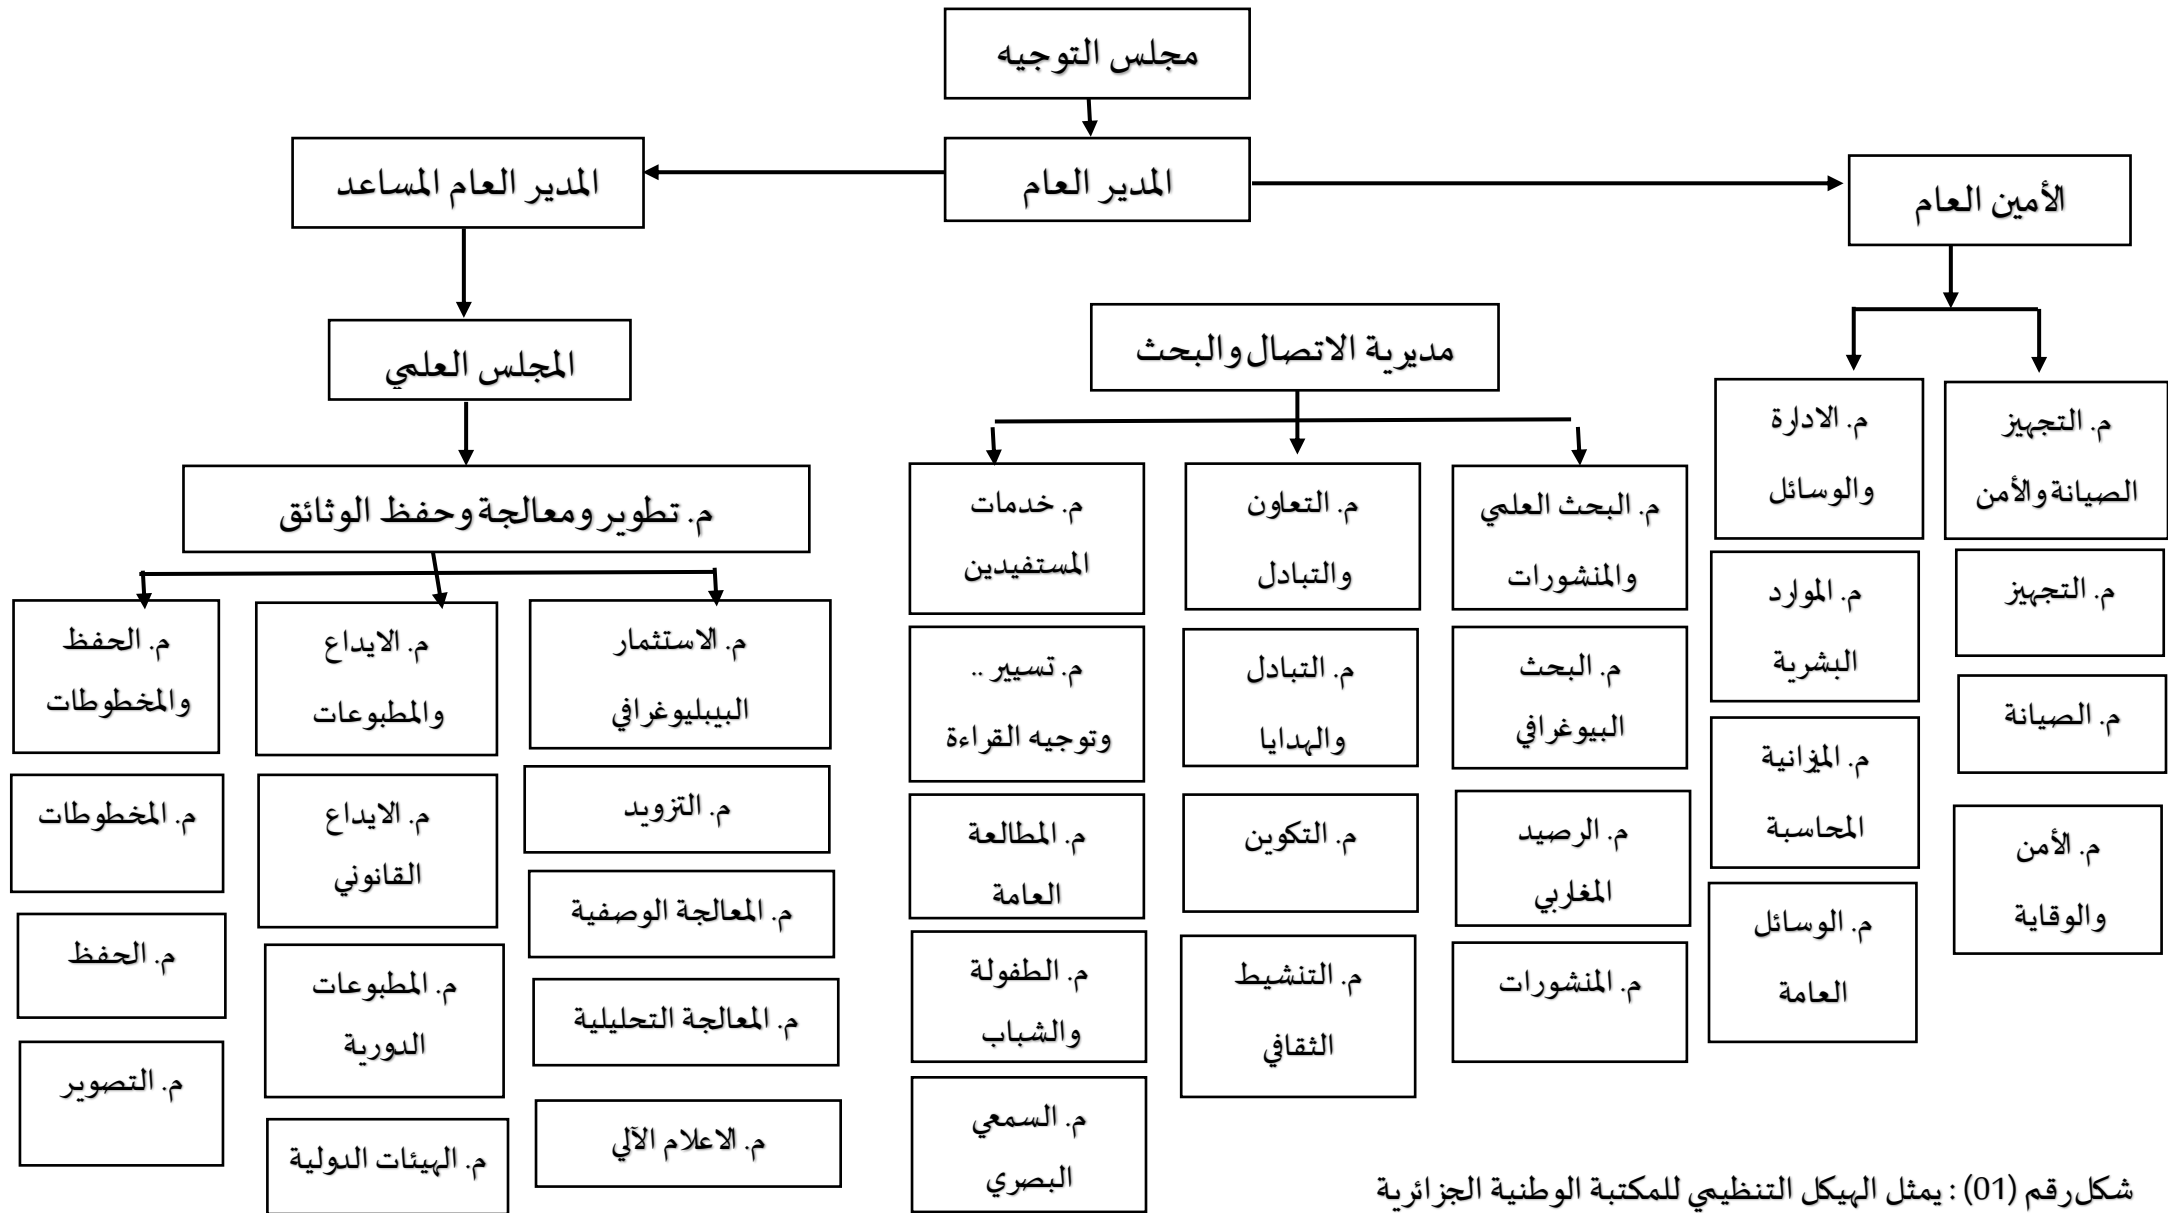 مجلس التوجيه
المدير العام المساعد
المدير العام
الأمين العام
المجلس العلمي
مديرية الاتصال والبحث
م. التجهيز
الصيانة والأمن
م. التجهيز
م. الصيانة
م. الأمن
والوقاية
م. الادارة
والوسائل
م. الموارد
البشرية
م. الميزانية
المحاسبة
م. الوسائل
العامة
م. البحث العلمي
والمنشورات
م. البحث
البيوغرافي
م. الرصيد
المغاربي
م. المنشورات
م. التعاون
والتبادل
م. التبادل
والهدايا
م. التكوين
م. التنشيط
الثقافي
م. خدمات
المستفيدين
م. تسيير ..
وتوجيه القراءة
م. المطالعة
العامة
م. الطفولة
والشباب
م. السمعي
البصري
م. تطوير ومعالجة وحفظ الوثائق
م. الاستثمار
البيبليوغرافي
م. التزويد
م. المعالجة الوصفية
م. المعالجة التحليلية
م. الاعلام الآلي
م. الايداع
والمطبوعات
م. الايداع
القانوني
م. المطبوعات
الدورية
م. الهيئات الدولية
م. الحفظ
والمخطوطات
م. المخطوطات
م. الحفظ
م. التصوير
شكل رقم (01) : يمثل الهيكل التنظيمي للمكتبة الوطنية الجزائرية